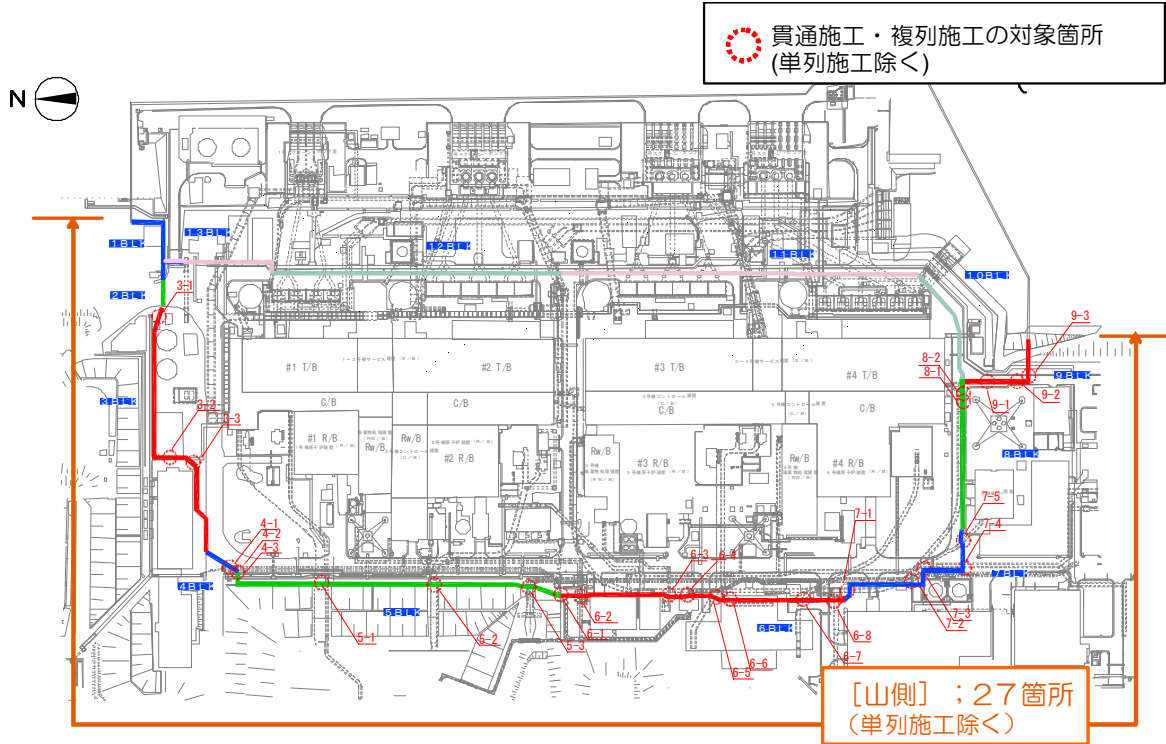 貫通施工・複列施工の対象箇所
(単列施工除く)
N
1BLK
13BLK
12BLK
11BLK
10BLK
2BLK
3-1
9-3
#1 T/B
#2 T/B
#3 T/B
#4 T/B
8-2
8-1
9BLK
9-1
9-2
3BLK
3-2
3-3
C/B
C/B
C/B
C/B
#1 R/B
Rw/B
Rw/B
#2 R/B
Rw/B
#3 R/B
Rw/B
#4 R/B
8BLK
7-5
7-4
7-1
4-1
4-2
4-3
6-3
6-4
4BLK
7BLK
5BLK
5-1
5-2
5-3
6-1
6-2
6BLK
6-5
6-6
6-7
6-8
7-3
7-2
[山側] ;27箇所
(単列施工除く)